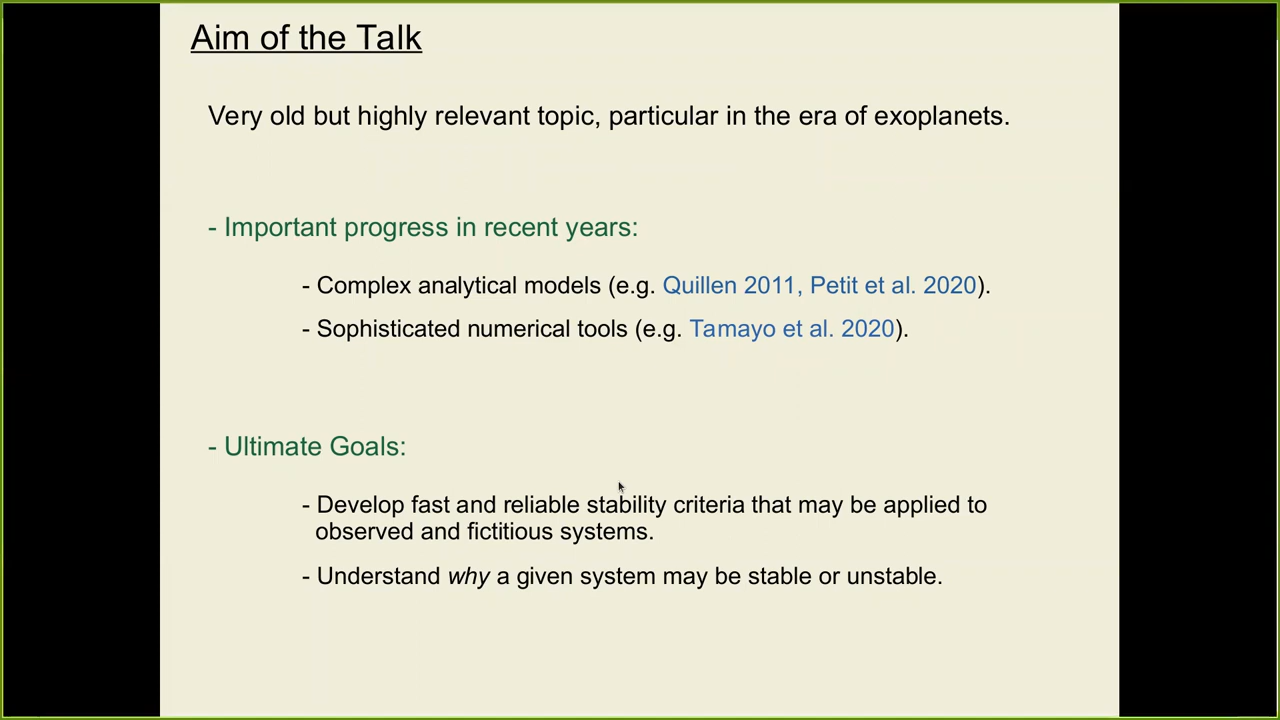 Aim of the Talk
Very old but highly relevant topic, particular in the era of exoplanets.
- Important progress in recent years:
- Complex analytical models (e.g. Quillen 2011, Petit et al. 2020).
- Sophisticated numerical tools (e.g. Tamayo et al. 2020).
- Ultimate Goals:
- Develop fast and reliable stability criteria that may be applied to
observed and fictitious systems.
- Understand why a given system may be stable or unstable.